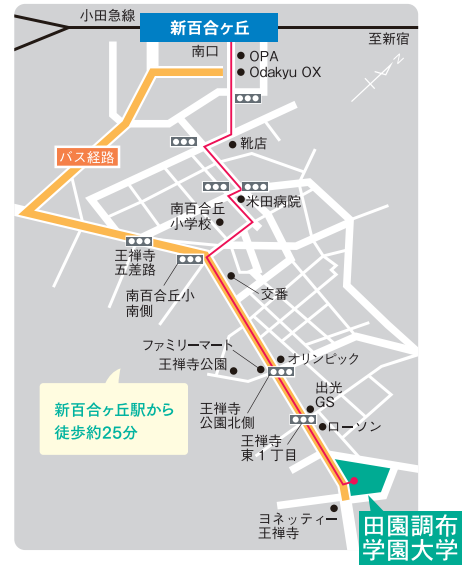 小田急線
新百合ヶ丘
至新宿
南口
OPA
Odakyu OX
靴店
バス経路
米田病院
南百合丘
小学校
王禅寺
五差路
南百合丘小
南側
交番
ファミリーマート
オリンピック
王禅寺公園
出光
GS
王禅寺
公園北側
ローソン
王禅寺
東1丁目
新百合ヶ丘駅から
徒歩約25分
ヨネッティー
王禅寺
田園調布
学園大学